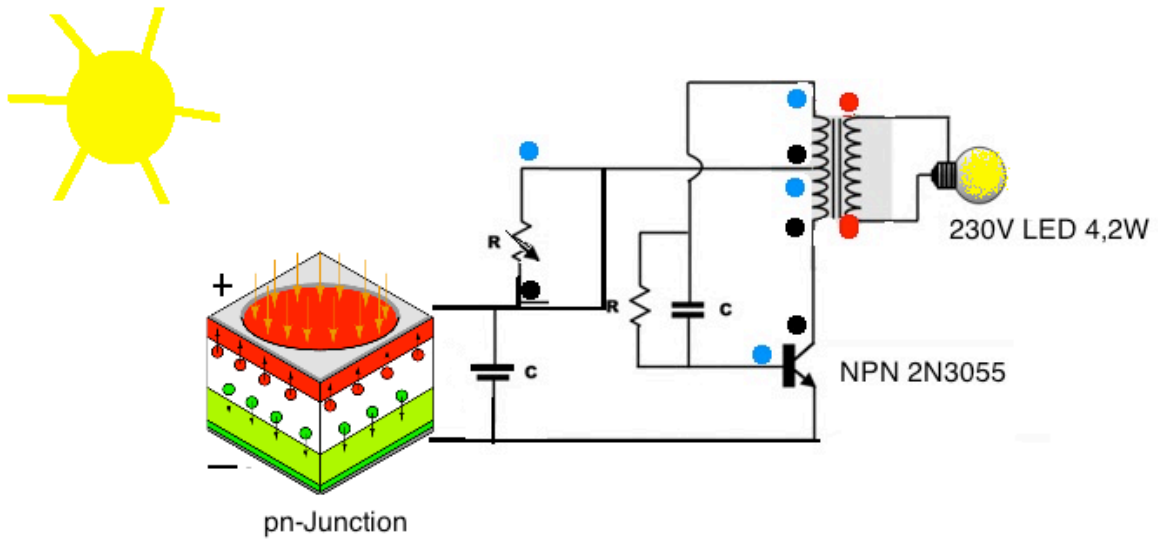 R
230V LED 4,2W
+
R
C
C
NPN 2N3055
−
pn-Junction